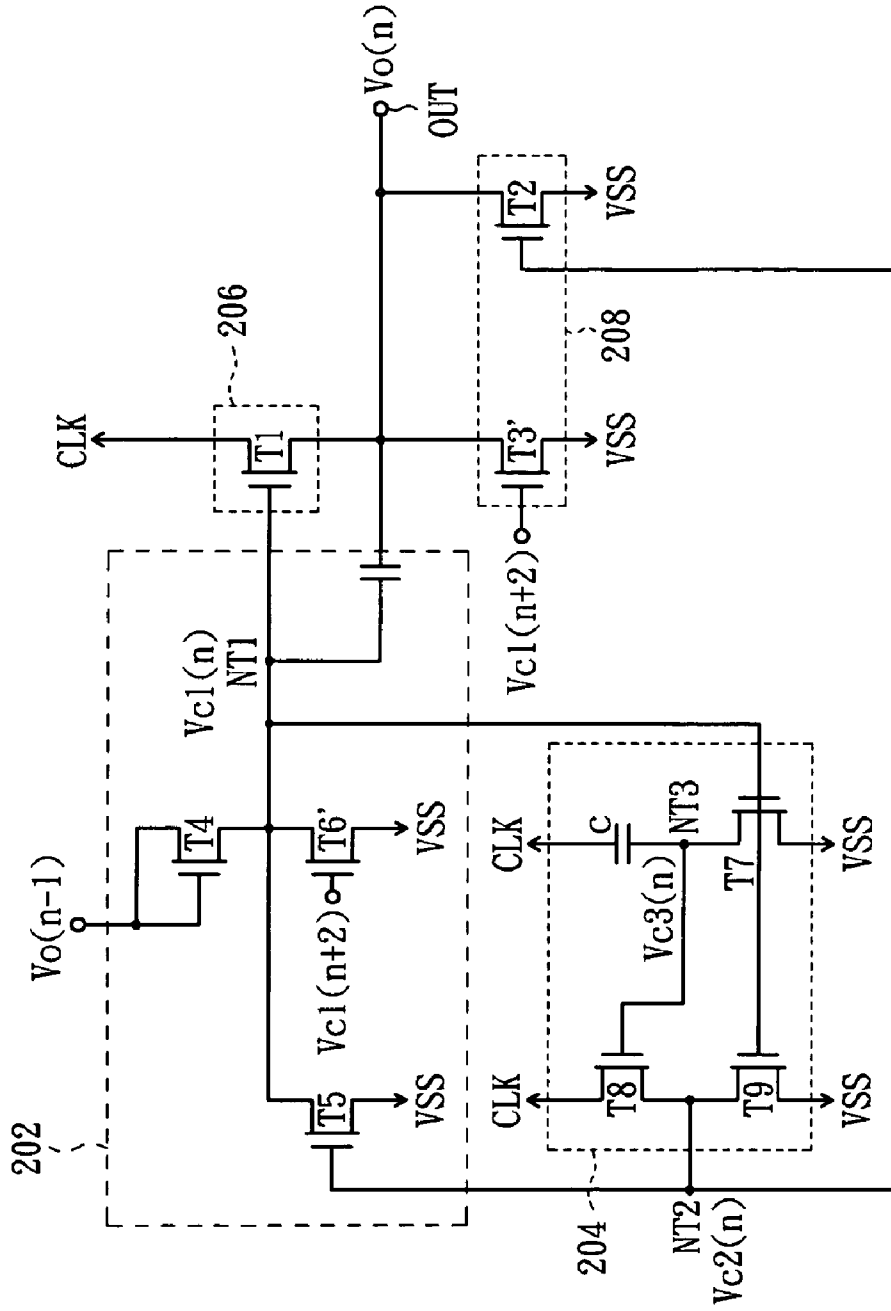 Vo(n-1)
CLK
206
202
T4
T1
Vo(n)
OUT
Vc1(n)
NT1
T5
T6'
Vc1(n+2)
VSS
VSS
T3'
T2
Vc1(n+2)
VSS
VSS
208
CLK
CLK
C
Vc3(n)
NT3
T8
T7
T9
VSS
VSS
204
NT2
Vc2(n)